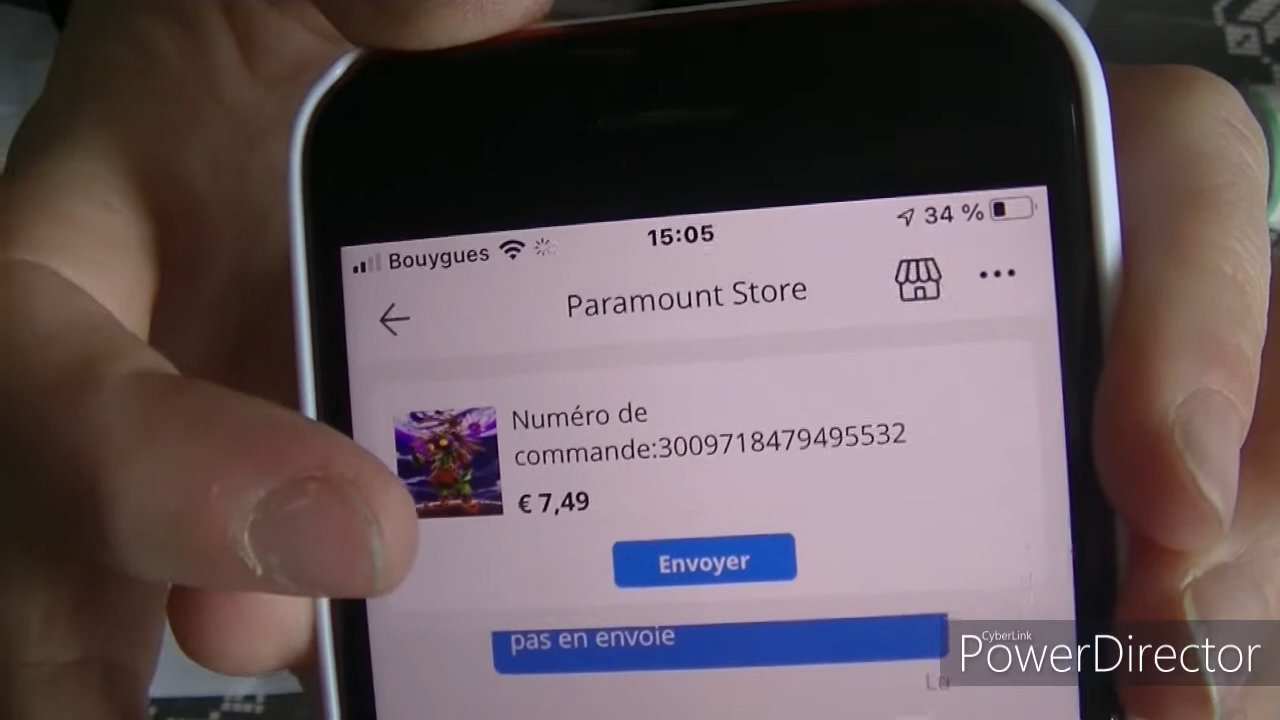 Bouygues
15:05
34 %
Paramount Store
Numéro de
commande:3009718479495532
€ 7,49
Envoyer
pas en envoie
CyberLink
PowerDirector